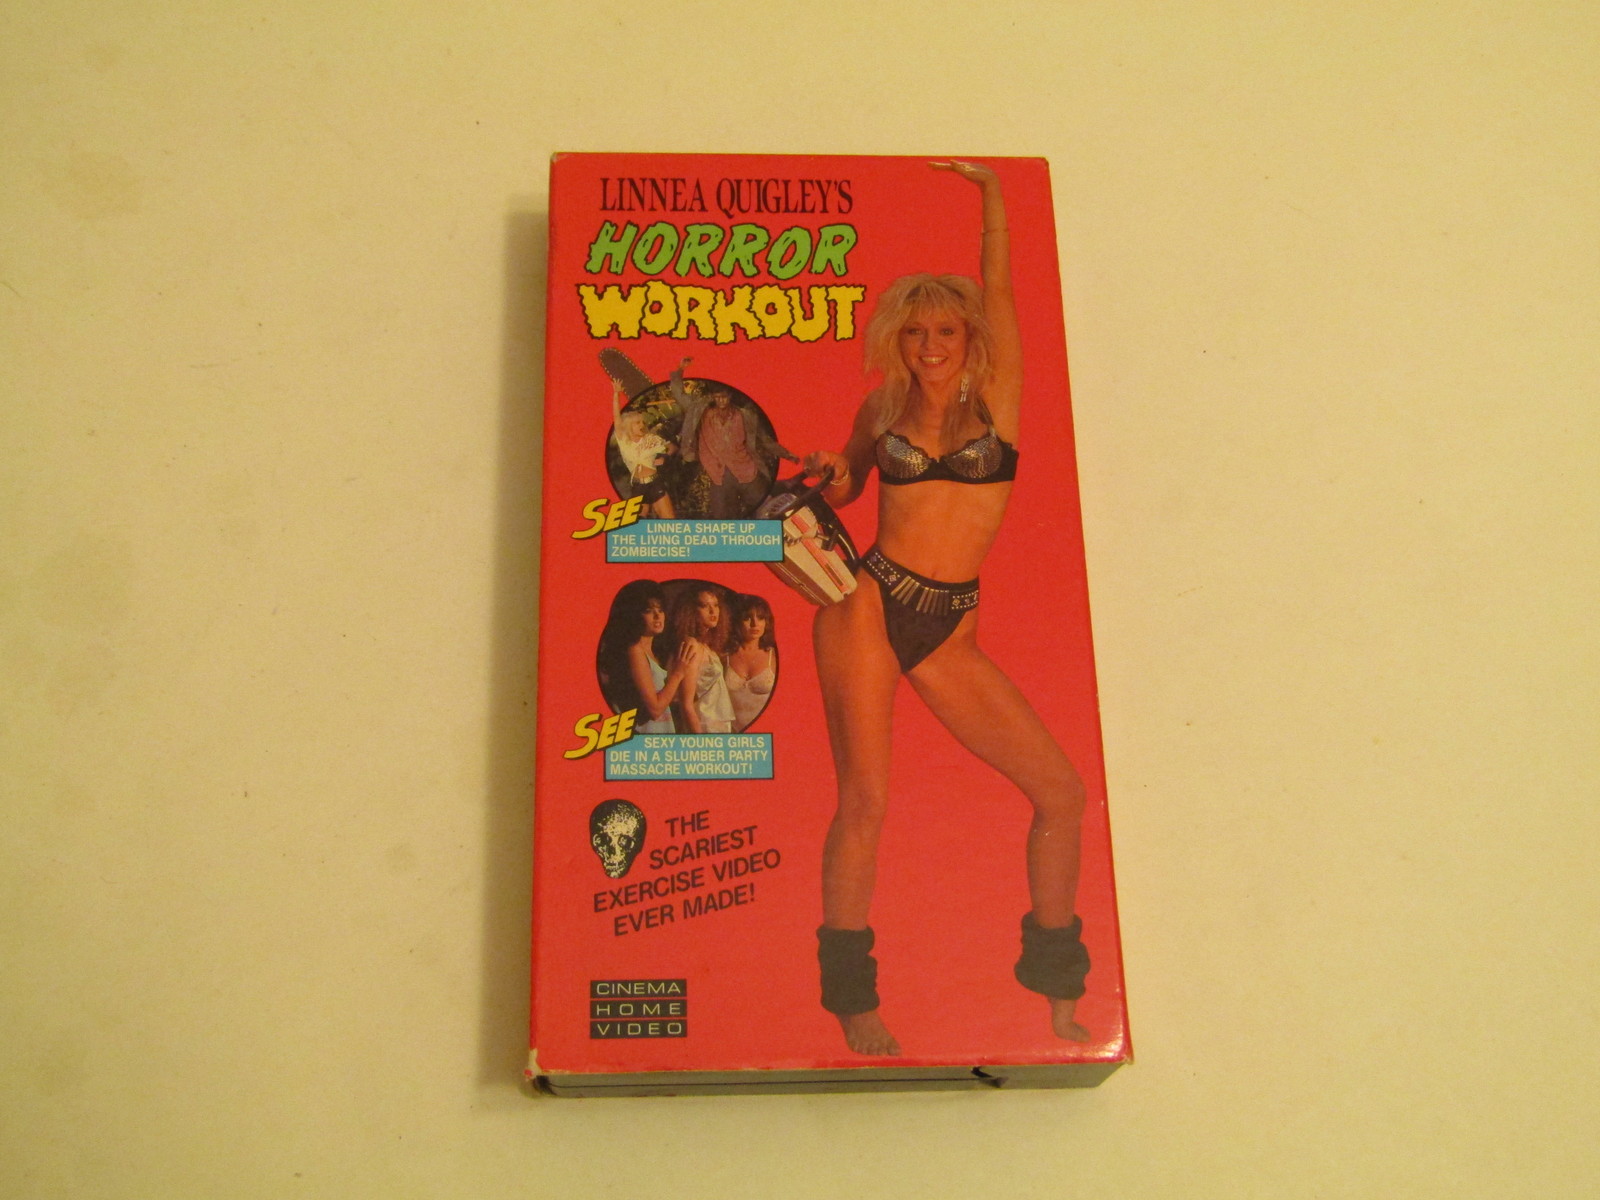 LINNEA QUIGLEY'S
HORROR
WORKOUT
SEE
LINNEA SHAPE UP
THE LIVING DEAD THROUGH
ZOMBIECISE!
SEE
SEXY YOUNG GIRLS
DIE IN A SLUMBER PARTY
MASSACRE WORKOUT!
THE
SCARIEST
EXERCISE VIDEO
EVER MADE!
CINEMA
HOME
VIDEO